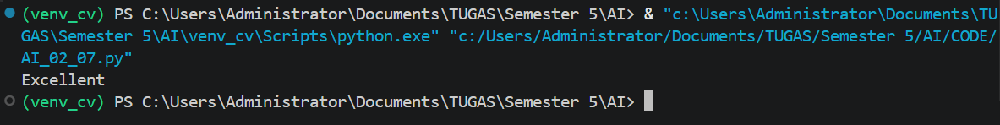 (venv_cv) PS C:\Users\Administrator\Documents\TUGAS\Semester 5\AI> & "c:\Users\Administrator\Documents\TU
GAS\Semester 5\AI\venv_cv\Scripts\python.exe" "c:/Users/Administrator/Documents/TUGAS/Semester 5/AI/CODE/
AI_02_07.py"
Excellent
(venv_cv) PS C:\Users\Administrator\Documents\TUGAS\Semester 5\AI>